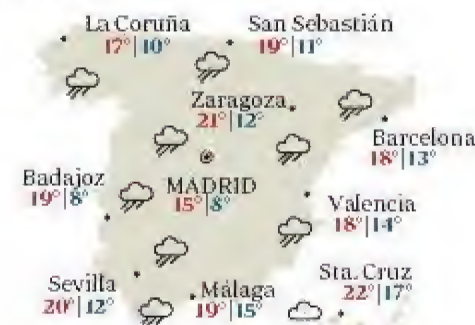 La Coruña
17°|10°
San Sebastián
19°|11°
Zaragoza
21°|12°
Barcelona
18°|13°
Badajoz
19°|8°
MADRID
15°|8°
Valencia
18°|14°
Sevilla
20°|12°
Málaga
19°|15°
Sta. Cruz
22°|17°